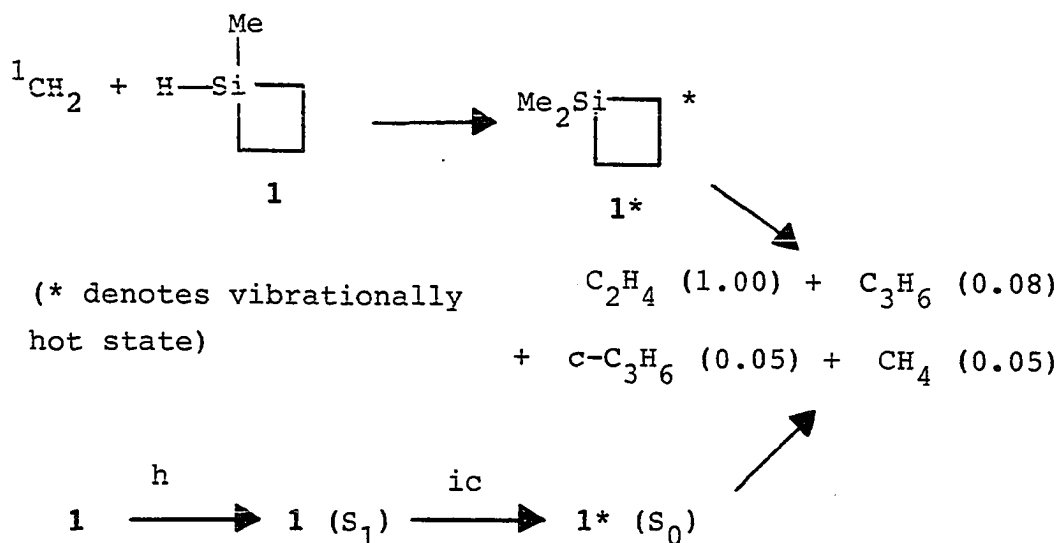 Me
¹CH₂ + H—Si
Me₂Si *
1
1*
(* denotes vibrationally
hot state)
C₂H₄ (1.00) + C₃H₆ (0.08)
+ c-C₃H₆ (0.05) + CH₄ (0.05)
h ic
1 1 (S₁) 1* (S₀)